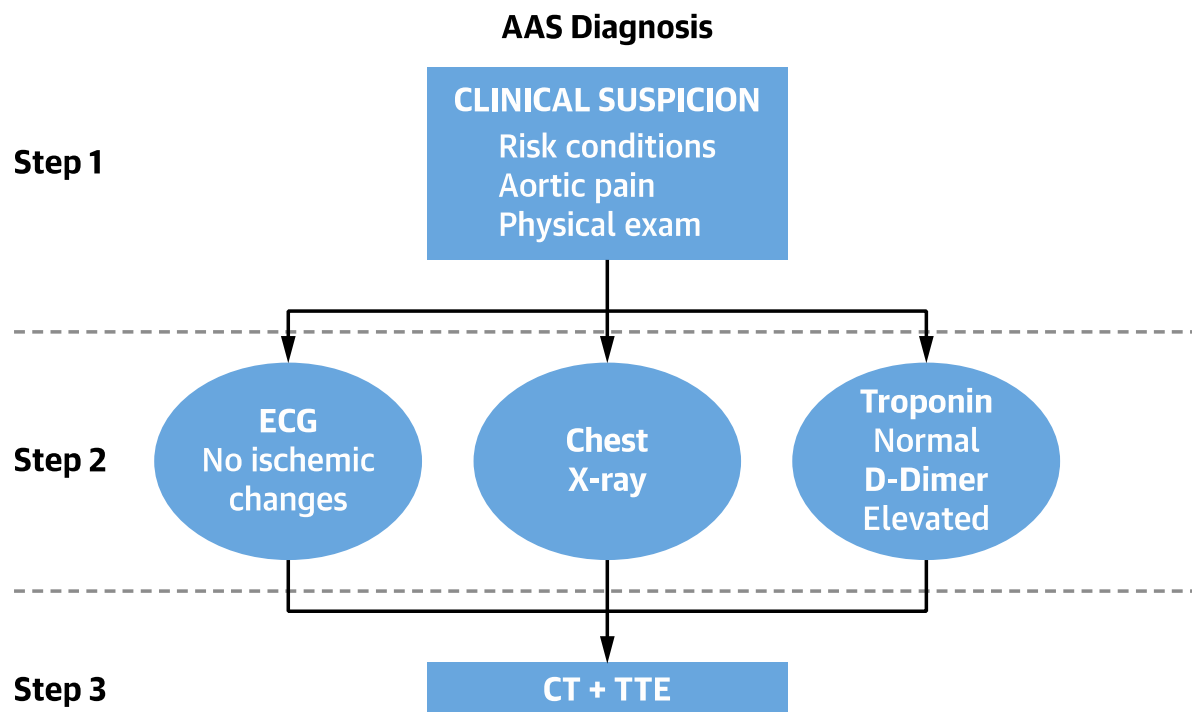 AAS Diagnosis
Step 1
CLINICAL SUSPICION
Risk conditions
Aortic pain
Physical exam
Step 2
ECG
No ischemic
changes
Chest
X-ray
Troponin
Normal
D-Dimer
Elevated
Step 3
CT + TTE